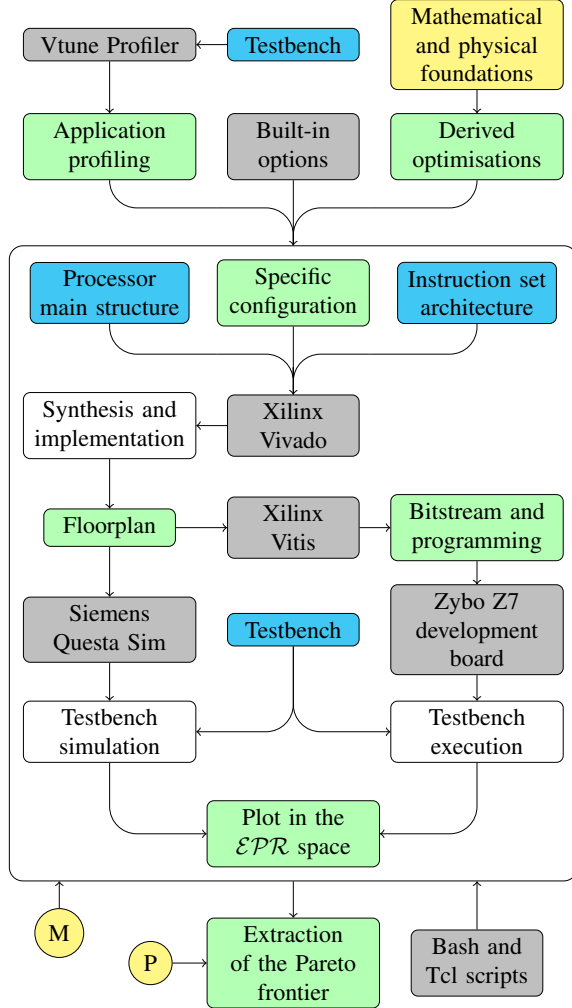 Vtune Profiler
Testbench
Mathematical
and physical
foundations
Application
profiling
Built-in
options
Derived
optimisations
Processor
main structure
Specific
configuration
Instruction set
architecture
Synthesis and
implementation
Xilinx
Vivado
Floorplan
Xilinx
Vitis
Bitstream and
programming
Siemens
Questa Sim
Testbench
Zybo Z7
development
board
Testbench
simulation
Testbench
execution
Plot in the
𝓔𝓟𝓡 space
M
P
Extraction
of the Pareto
frontier
Bash and
Tcl scripts